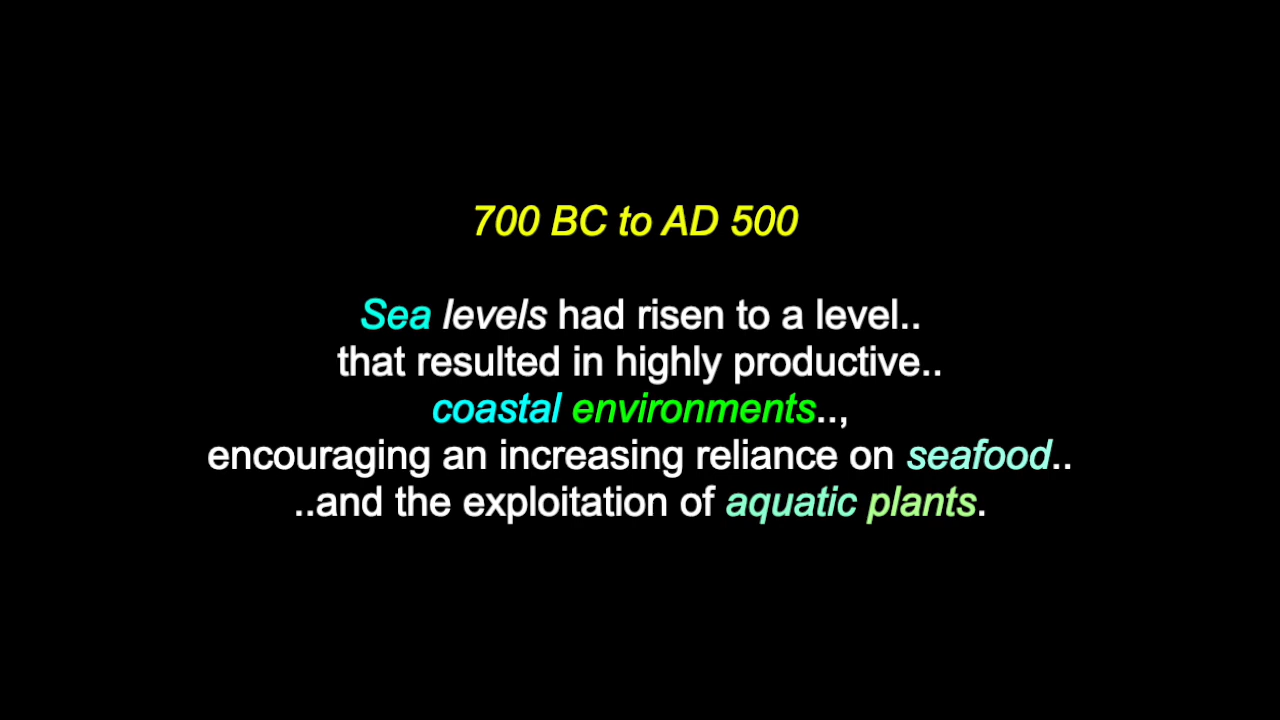 700 BC to AD 500
Sea levels had risen to a level..
that resulted in highly productive..
coastal environments..,
encouraging an increasing reliance on seafood..
..and the exploitation of aquatic plants.